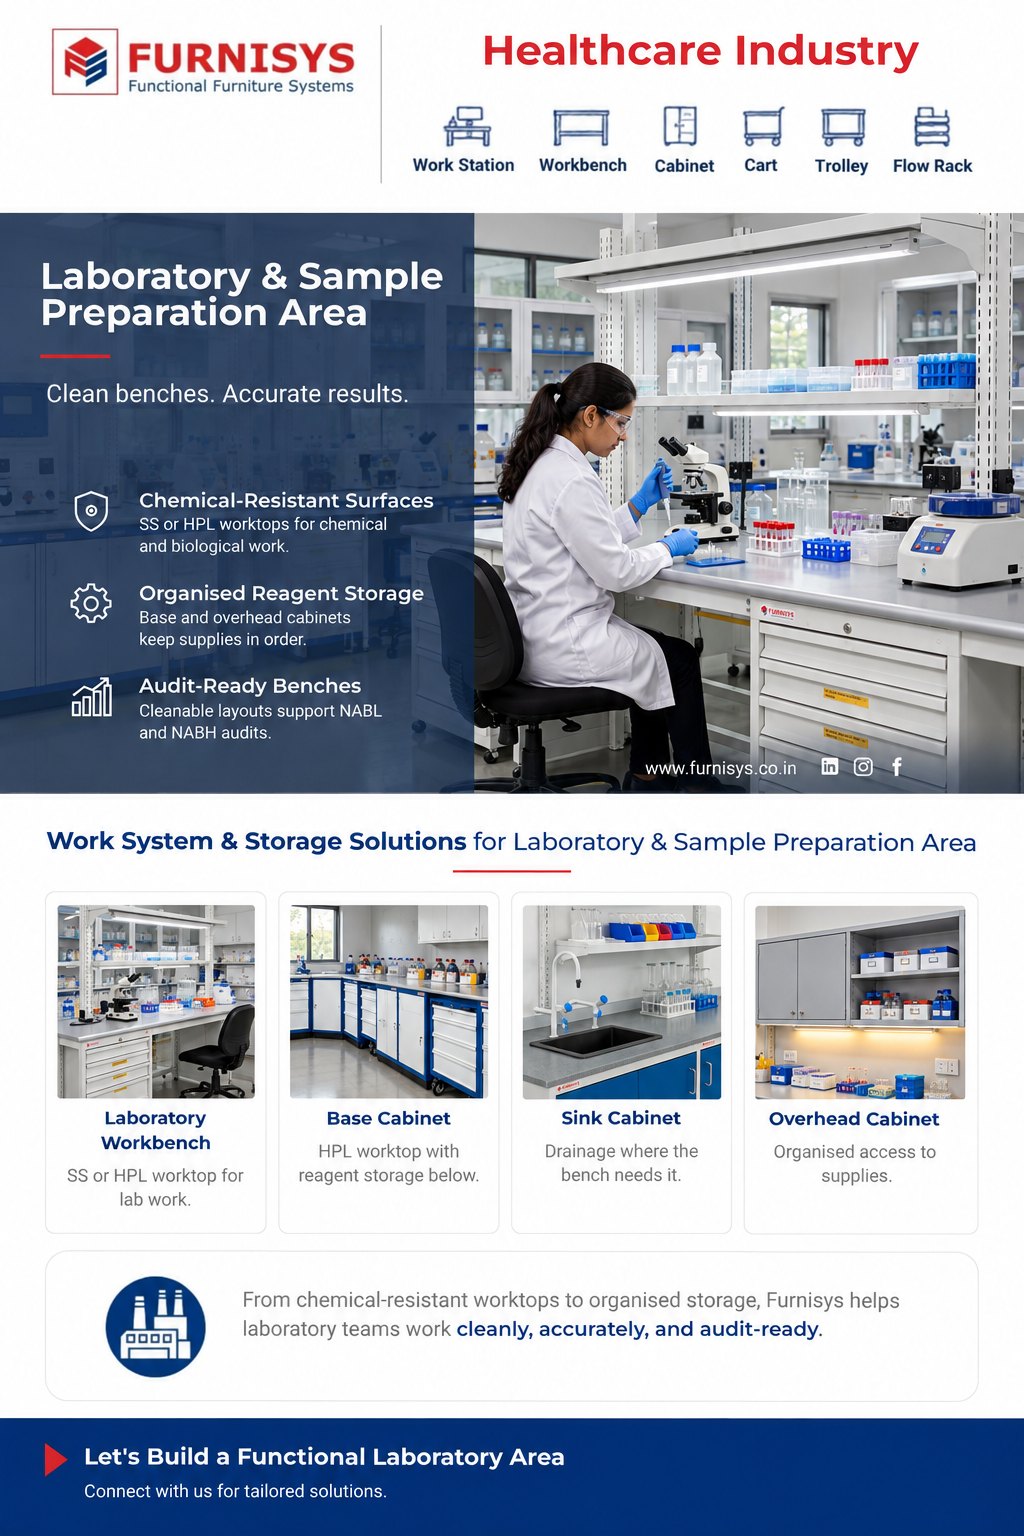 FURNISYS
Functional Furniture Systems
Healthcare Industry
Work Station
Workbench
Cabinet
Cart
Trolley
Flow Rack
Laboratory & Sample
Preparation Area
Clean benches. Accurate results.
Chemical-Resistant Surfaces
SS or HPL worktops for chemical
and biological work.
Organised Reagent Storage
Base and overhead cabinets
keep supplies in order.
Audit-Ready Benches
Cleanable layouts support NABL
and NABH audits.
FURNISYS
www.furnisys.co.in
Work System & Storage Solutions for Laboratory & Sample Preparation Area
Laboratory
Workbench
SS or HPL worktop for
lab work.
Base Cabinet
HPL worktop with
reagent storage below.
Sink Cabinet
Drainage where the
bench needs it.
Overhead Cabinet
Organised access to
supplies.
From chemical-resistant worktops to organised storage, Furnisys helps
laboratory teams work cleanly, accurately, and audit-ready.
Let's Build a Functional Laboratory Area
Connect with us for tailored solutions.